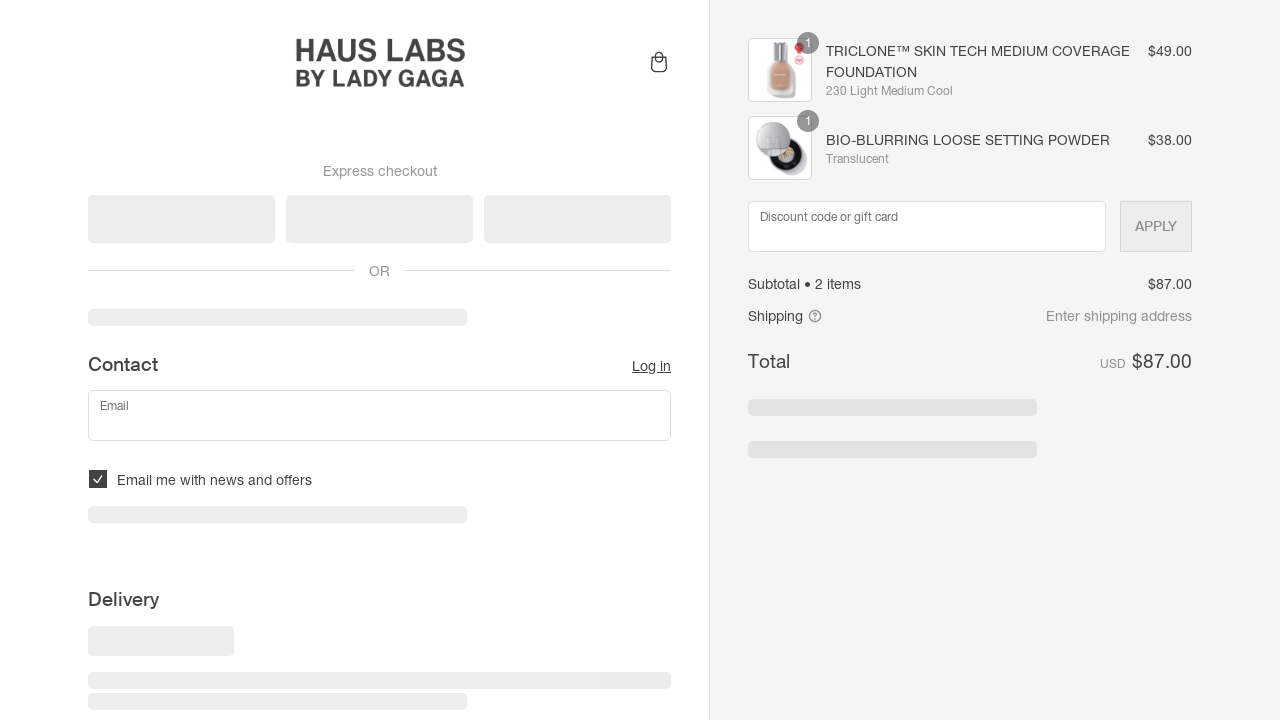 HAUS LABS
BY LADY GAGA
Express checkout
OR
Contact
Log in
Email
Email me with news and offers
Delivery
1
TRICLONE™ SKIN TECH MEDIUM COVERAGE
FOUNDATION
230 Light Medium Cool
$49.00
1
BIO-BLURRING LOOSE SETTING POWDER
Translucent
$38.00
Discount code or gift card
APPLY
Subtotal • 2 items
$87.00
Shipping
Enter shipping address
Total
USD $87.00